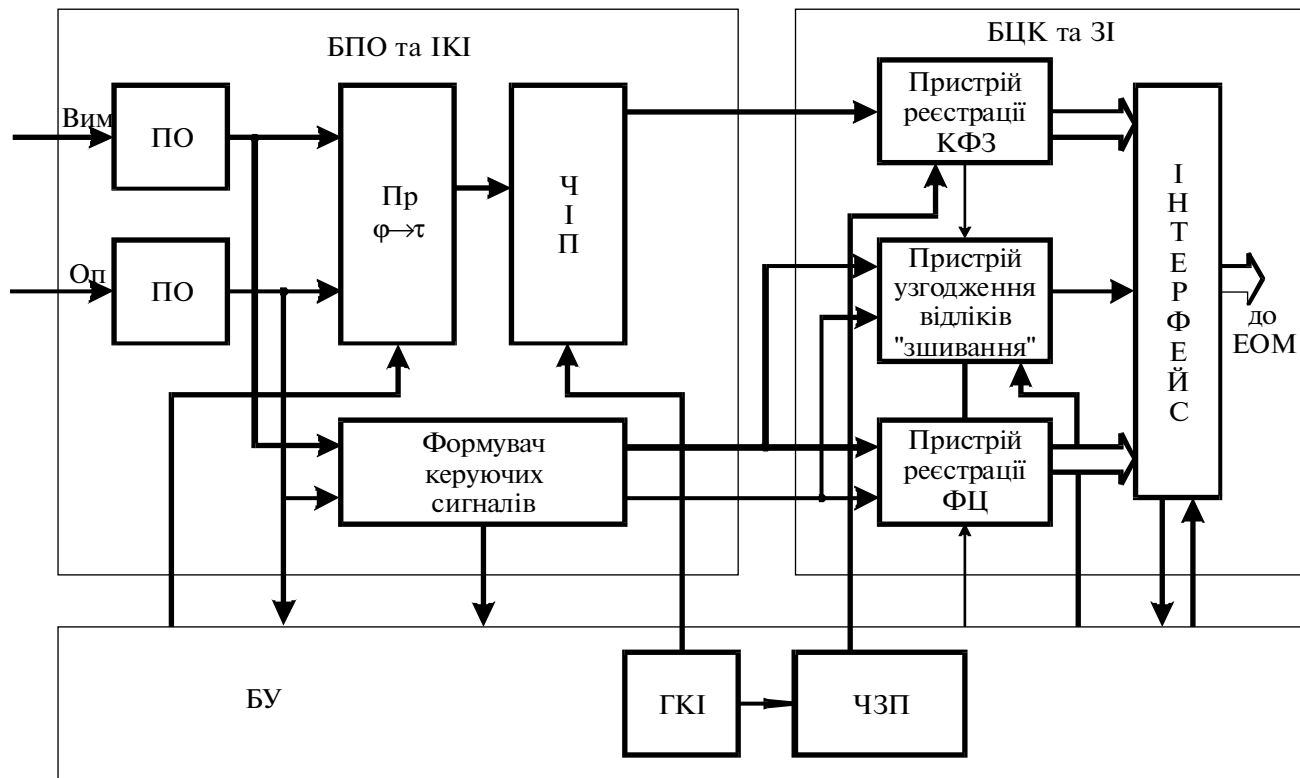 БПО та ІКІ
БЦК та ЗІ
Вим
ПО
Оп
ПО
Пр
φ→τ
Ч
І
П
Формувач
керуючих
сигналів
Пристрій
реєстрації
КФЗ
Пристрій
узгодження
відліків
"зшивання"
Пристрій
реєстрації
ФЦ
І
Н
Т
Е
Р
Ф
Е
Й
С
до
ЕОМ
БУ
ГКІ
ЧЗП